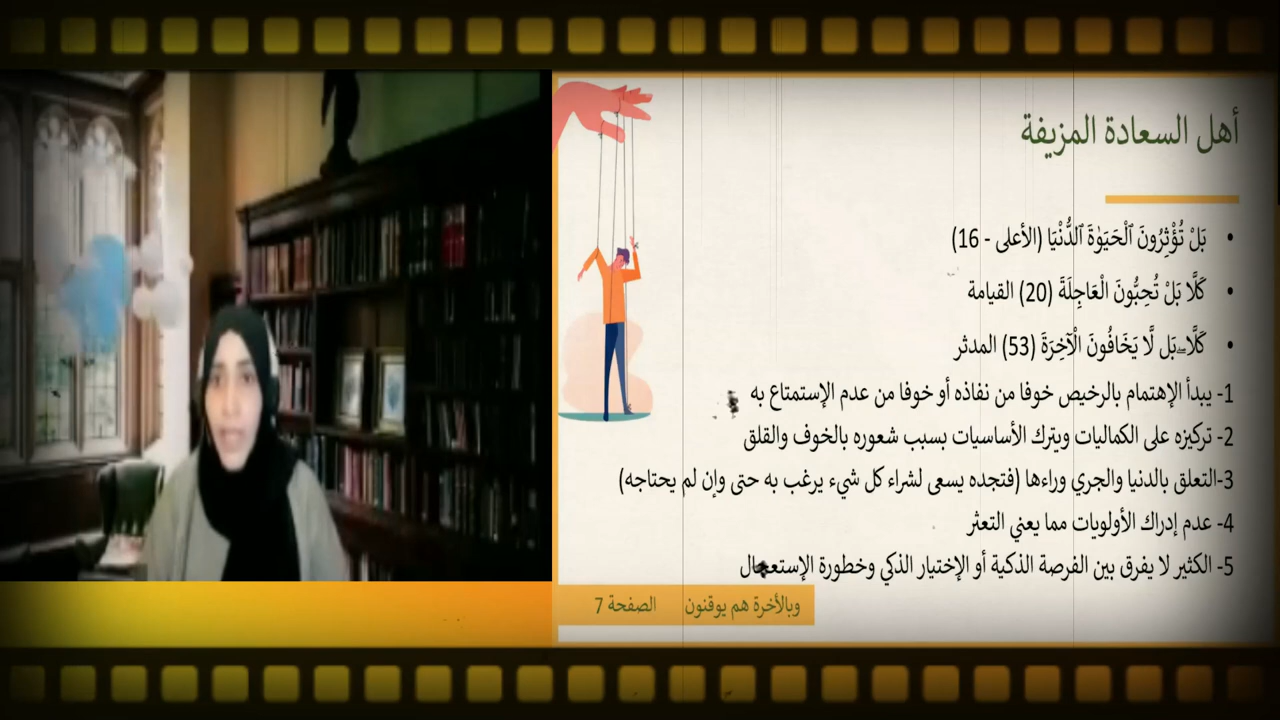 أهل السعادة المزيفة
• بَلْ تُؤْثِرُونَ ٱلْحَيَوٰةَ ٱلدُّنْيَا (الأعلى - 16)
• كَلَّا بَلْ تُحِبُّونَ الْعَاجِلَةَ (20) القيامة
• كَلَّا ۖ بَل لَّا يَخَافُونَ الْآخِرَةَ (53) المدثر
1- يبدأ الإهتمام بالرخيص خوفا من نفاذه أو خوفا من عدم الإستمتاع به
2- تركيزه على الكماليات ويترك الأساسيات بسبب شعوره بالخوف والقلق
3-التعلق بالدنيا والجري وراءها (فتجده يسعى لشراء كل شيء يرغب به حتى وإن لم يحتاجه)
4- عدم إدراك الأولويات مما يعني التعثر
5- الكثير لا يفرق بين الفرصة الذكية أو الإختيار الذكي وخطورة الإستعجال
وبالأخرة هم يوقنون الصفحة 7